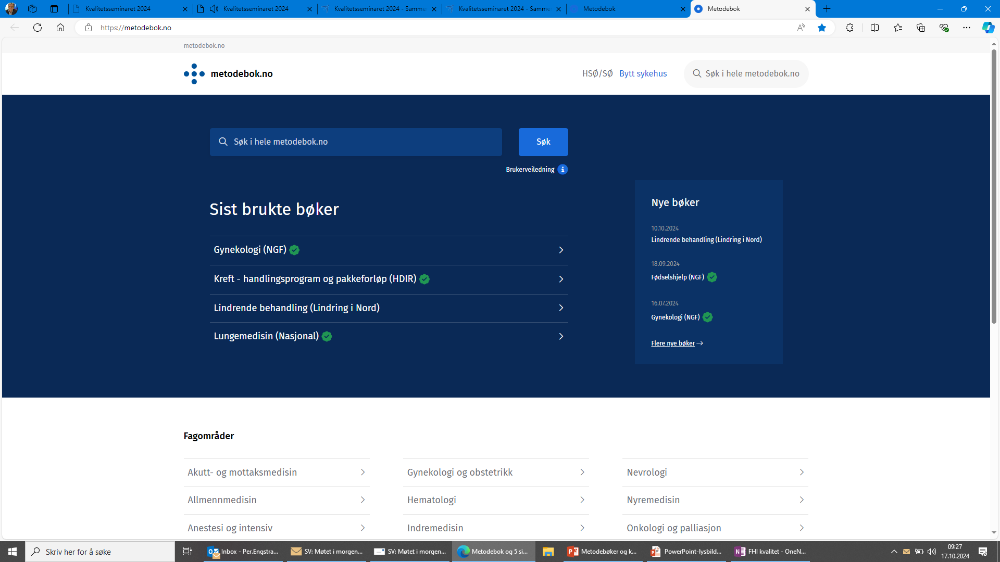 Kvalitetsseminaret 2024
Kvalitetsseminaret 2024
Kvalitetsseminaret 2024 - Samme
Kvalitetsseminaret 2024 - Samme
Metodebok
Metodebok
https://metodebok.no
metodebok.no
metodebok.no
HSØ/SØ Bytt sykehus
Søk i hele metodebok.no
Søk i hele metodebok.no
Søk
Brukerveiledning
Sist brukte bøker
Gynekologi (NGF)
Kreft - handlingsprogram og pakkeforløp (HDIR)
Lindrende behandling (Lindring i Nord)
Lungemedisin (Nasjonal)
Nye bøker
10.10.2024
Lindrende behandling (Lindring i Nord)
18.09.2024
Fødselshjelp (NGF)
16.07.2024
Gynekologi (NGF)
Flere nye bøker
Fagområder
Akutt- og mottaksmedisin
Gynekologi og obstetrikk
Nevrologi
Allmennmedisin
Hematologi
Nyremedisin
Anestesi og intensiv
Indremedisin
Onkologi og palliasjon
Skriv her for å søke
Inbox - Per.Engstra...
SV: Møtet i morgen...
SV: Møtet i morgen...
Metodebok og 5 si...
Metodebøker og k...
PowerPoint-lysbild...
FHI kvalitet - OneN...
09:27
17.10.2024